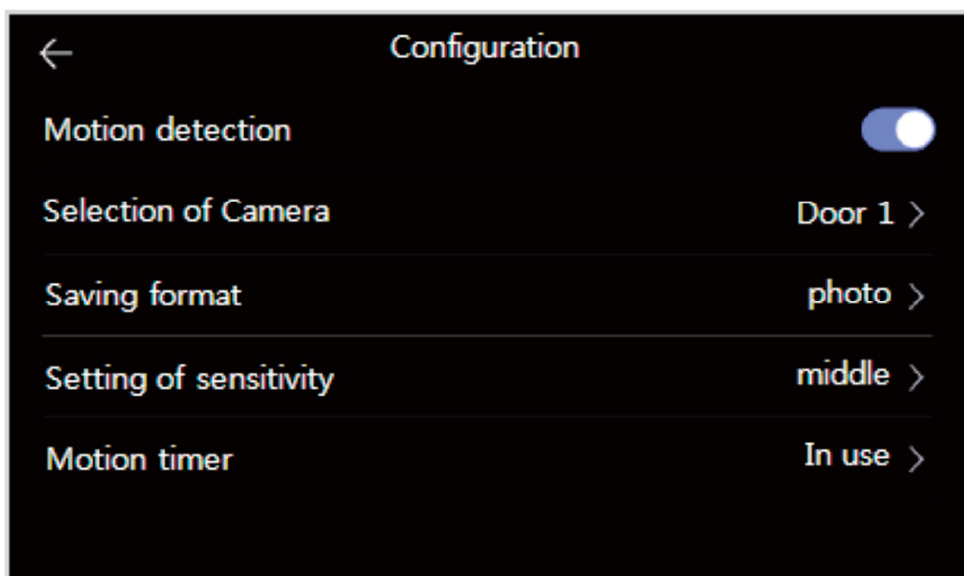 Configuration
Motion detection
Selection of Camera Door 1
Saving format photo
Setting of sensitivity middle
Motion timer In use